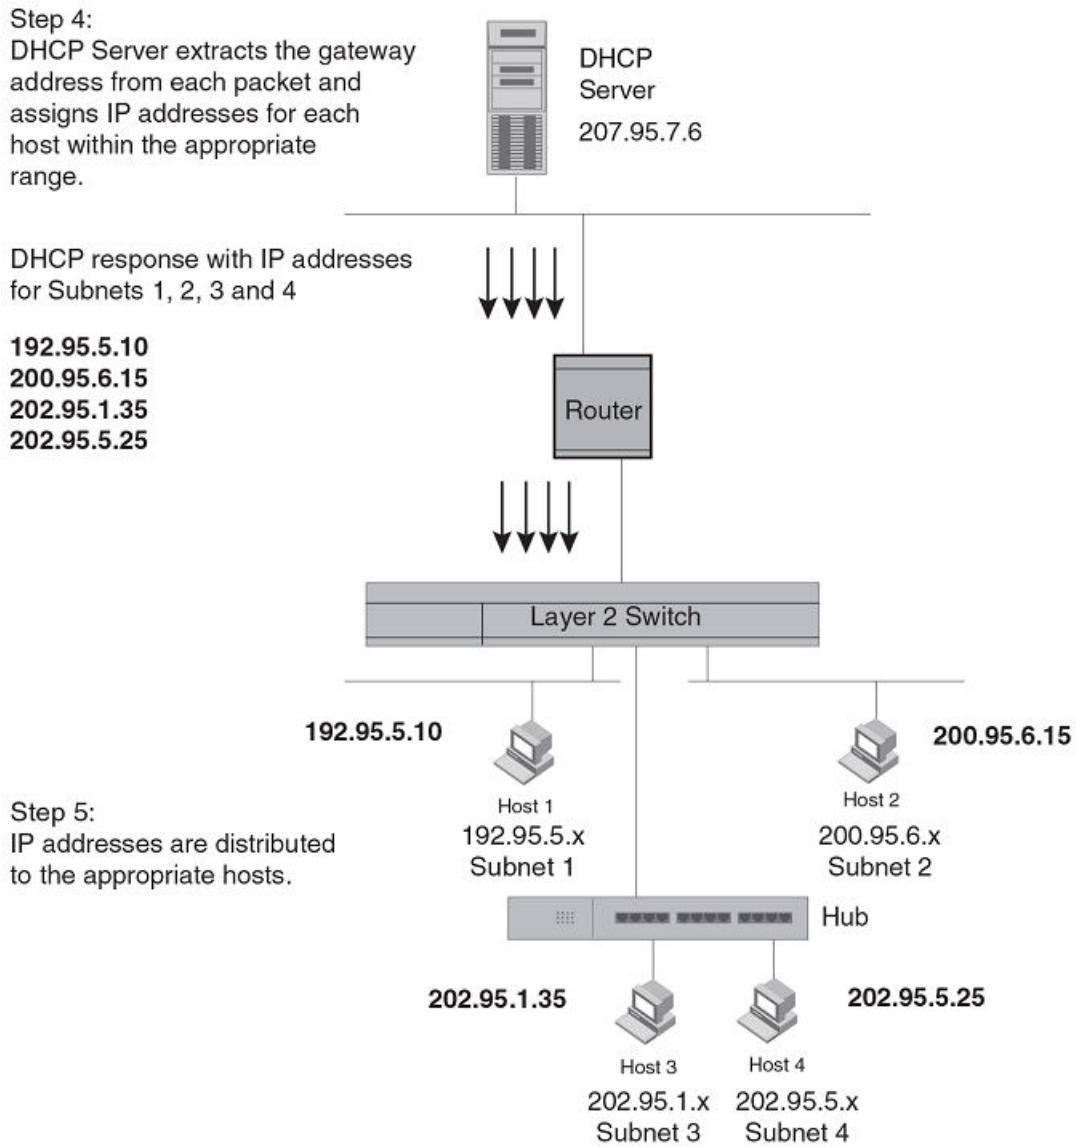 Step 4:
DHCP Server extracts the gateway
address from each packet and
assigns IP addresses for each
host within the appropriate
range.
DHCP
Server
207.95.7.6
DHCP response with IP addresses
for Subnets 1, 2, 3 and 4
192.95.5.10
200.95.6.15
202.95.1.35
202.95.5.25
Router
Layer 2 Switch
192.95.5.10
200.95.6.15
Host 1
192.95.5.x
Subnet 1
Host 2
200.95.6.x
Subnet 2
Step 5:
IP addresses are distributed
to the appropriate hosts.
Hub
202.95.1.35
202.95.5.25
Host 3
202.95.1.x
Subnet 3
Host 4
202.95.5.x
Subnet 4